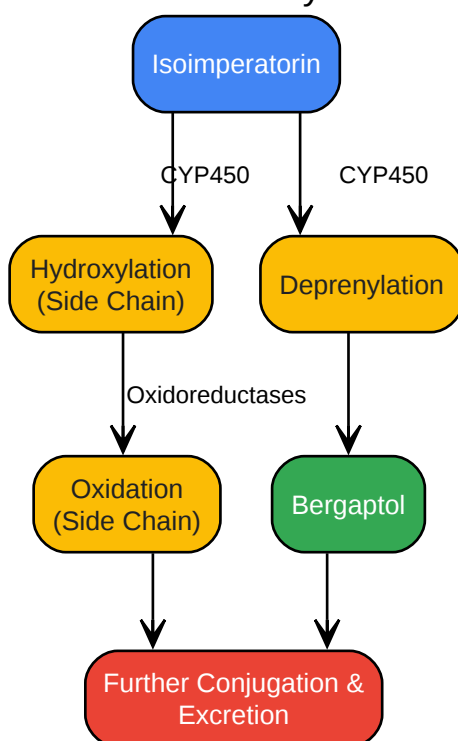 Isoimperatorin
CYP450
CYP450
Hydroxylation
(Side Chain)
Deprenylation
Oxidoreductases
Oxidation
(Side Chain)
Bergaptol
Further Conjugation &
Excretion